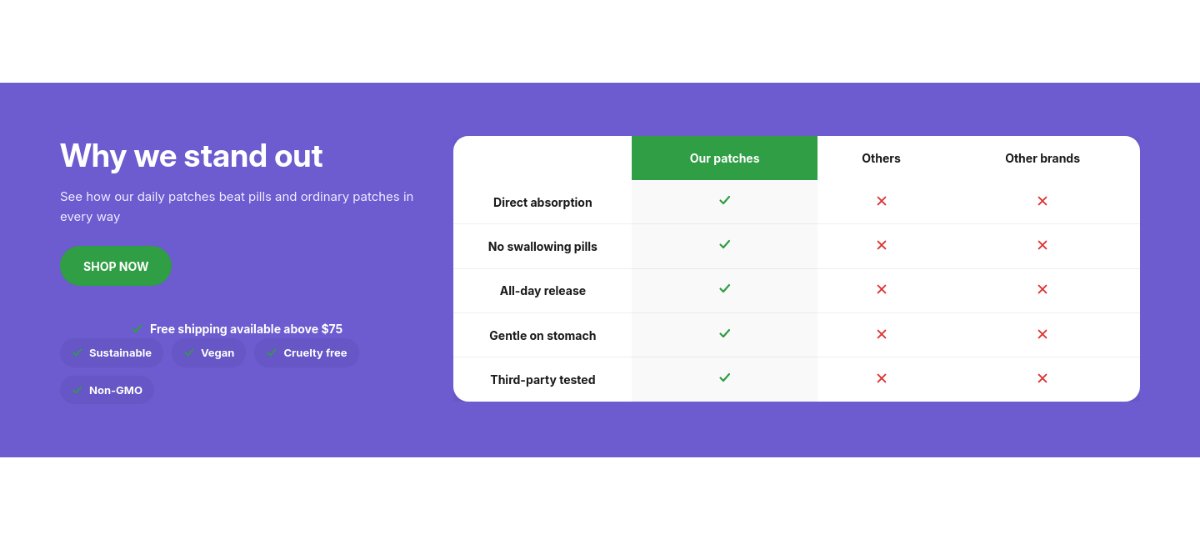 Why we stand out
See how our daily patches beat pills and ordinary patches in
every way
SHOP NOW
Free shipping available above $75
Sustainable
Vegan
Cruelty free
Non-GMO
Our patches
Others
Other brands
Direct absorption
No swallowing pills
All-day release
Gentle on stomach
Third-party tested